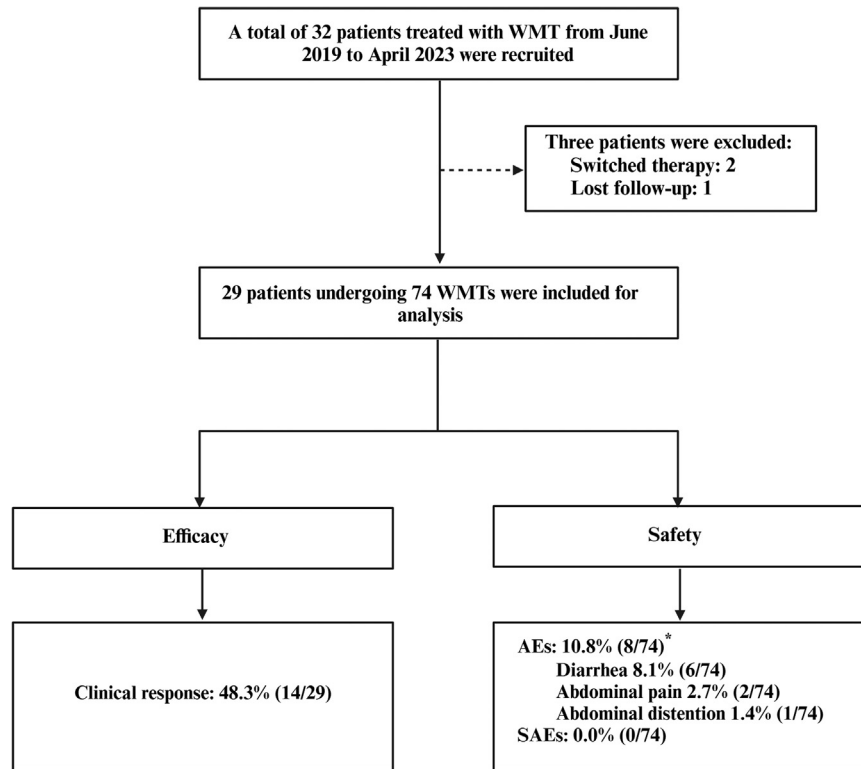 A total of 32 patients treated with WMT from June
2019 to April 2023 were recruited
Three patients were excluded:
Switched therapy: 2
Lost follow-up: 1
29 patients undergoing 74 WMTs were included for
analysis
Efficacy
Safety
Clinical response: 48.3% (14/29)
AEs: 10.8% (8/74)*
Diarrhea 8.1% (6/74)
Abdominal pain 2.7% (2/74)
Abdominal distention 1.4% (1/74)
SAEs: 0.0% (0/74)